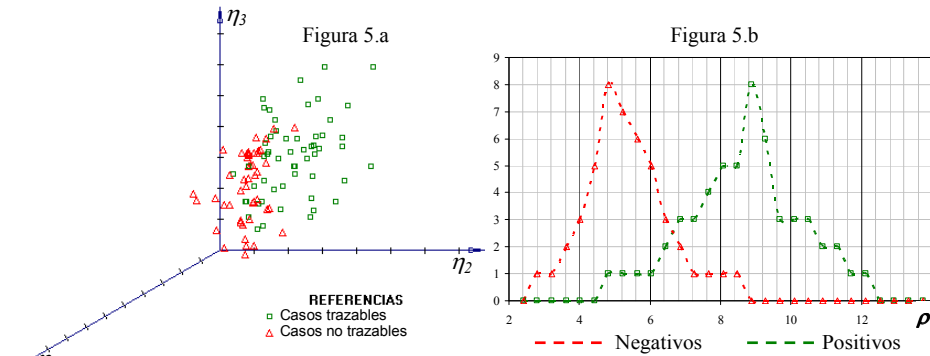 η3
Figura 5.a
η2
REFERENCIAS
Casos trazables
Casos no trazables
Figura 5.b
9
8
7
6
5
4
3
2
1
0
2
4
6
8
10
12
ρ
Negativos
Positivos